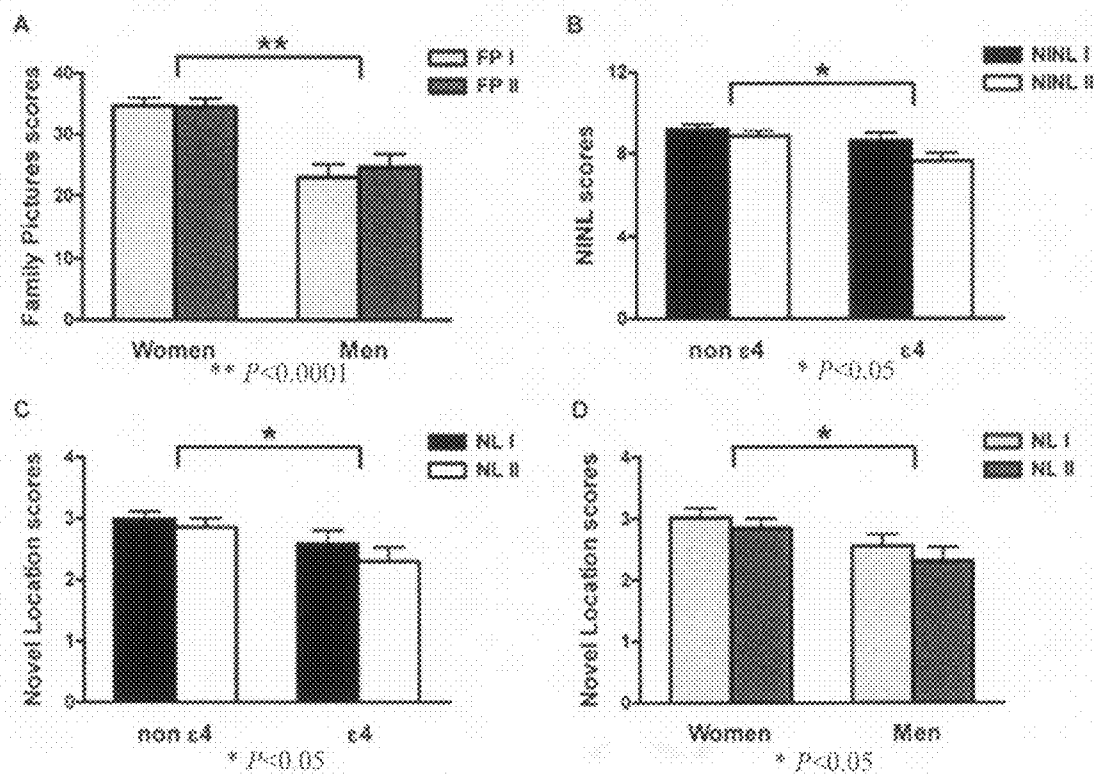 A
**
FP I
FP II
Family Pictures scores
40
30
20
10
0
Women
Men
** P<0.0001
B
*
NINL I
NINL II
NINL scores
12
8
4
0
non ε4
ε4
* P<0.05
C
*
NL I
NL II
Novel Location scores
4
3
2
1
0
non ε4
ε4
* P<0.05
D
*
NL I
NL II
Novel Location scores
4
3
2
1
0
Women
Men
* P<0.05